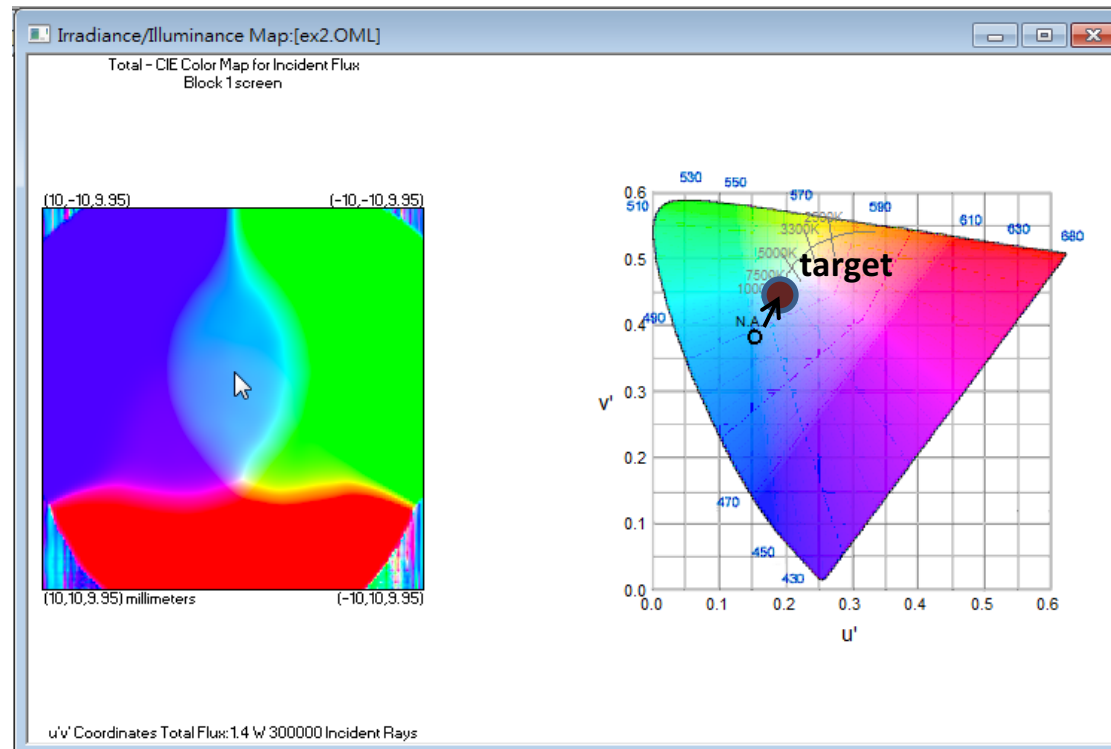 Irradiance/Illuminance Map:[ex2.OML]
Total - CIE Color Map for Incident Flux
Block 1 screen
(10,-10,9.95) (-10,-10,9.95)
(10,10,9.95) millimeters (-10,10,9.95)
u'v' Coordinates Total Flux:1.4 W 300000 Incident Rays
530 550 570 590 610 630 680
510
490
470
450
430
3300K
5000K
7500K
target
N.A.
v'
0.6
0.5
0.4
0.3
0.2
0.1
0.0
0.0 0.1 0.2 0.3 0.4 0.5 0.6
u'